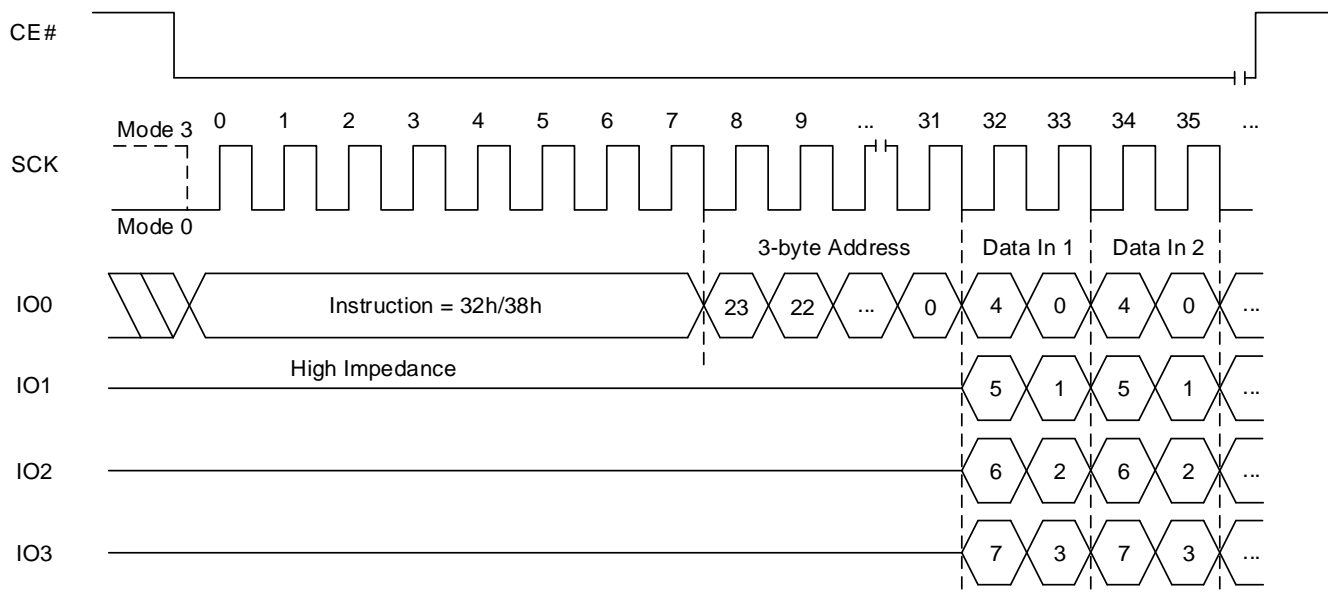 CE#
Mode 3 0 1 2 3 4 5 6 7 8 9 ... 31 32 33 34 35 ...
SCK
Mode 0
3-byte Address Data In 1 Data In 2
IO0 Instruction = 32h/38h 23 22 ... 0 4 0 4 0 ...
High Impedance
IO1 5 1 5 1 ...
IO2 6 2 6 2 ...
IO3 7 3 7 3 ...